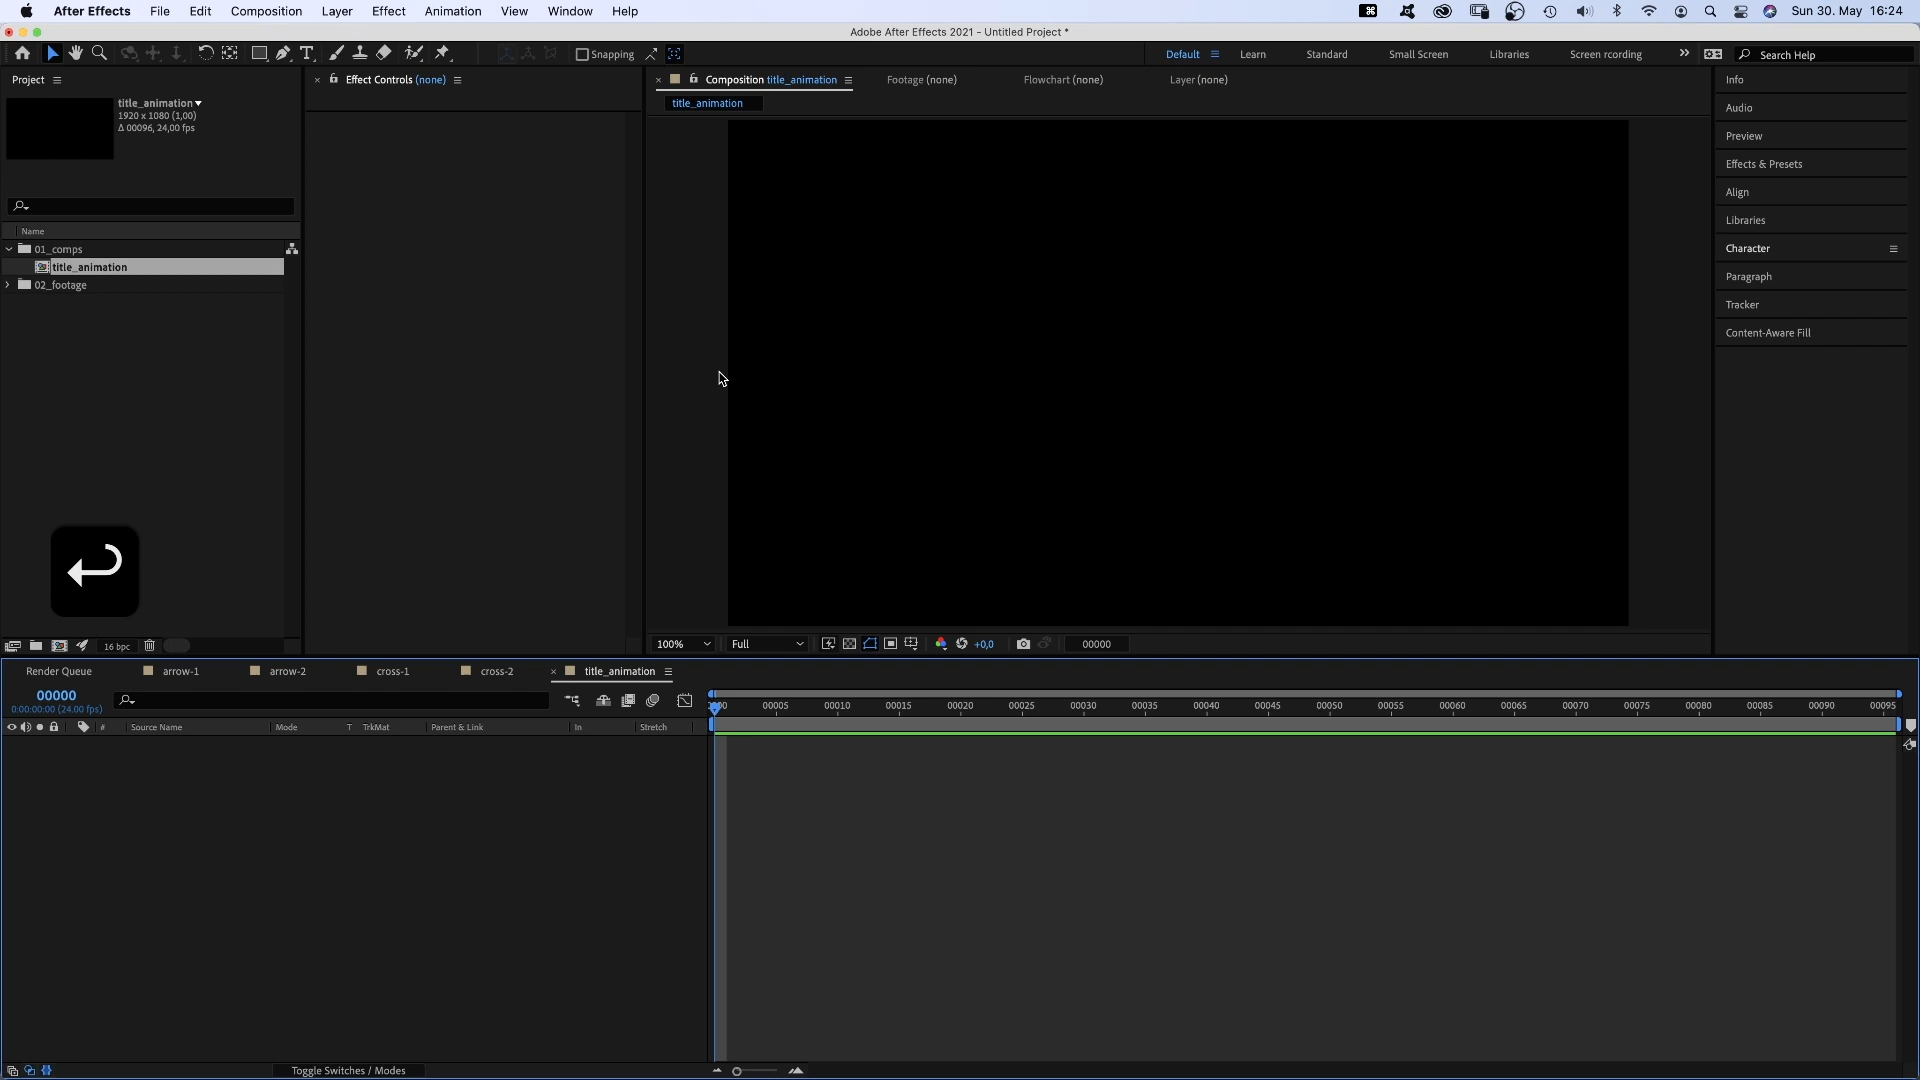 After Effects File Edit Composition Layer Effect Animation View Window Help Sun 30. May 16:24
Adobe After Effects 2021 - Untitled Project *
Snapping Default Learn Standard Small Screen Libraries Screen rcording Search Help
Project
Effect Controls (none)
Composition title_animation Footage (none) Flowchart (none) Layer (none)
title_animation
title_animation
1920 x 1080 (1,00)
Δ 00096, 24,00 fps
Name
01_comps
title_animation
02_footage
16 bpc
100% Full +0,0 00000
Info
Audio
Preview
Effects & Presets
Align
Libraries
Character
Paragraph
Tracker
Content-Aware Fill
Render Queue arrow-1 arrow-2 cross-1 cross-2 title_animation
00000
0:00:00:00 (24.00 fps)
00005 00010 00015 00020 00025 00030 00035 00040 00045 00050 00055 00060 00065 00070 00075 00080 00085 00090 00095
# Source Name Mode T TrkMat Parent & Link In Stretch
Toggle Switches / Modes